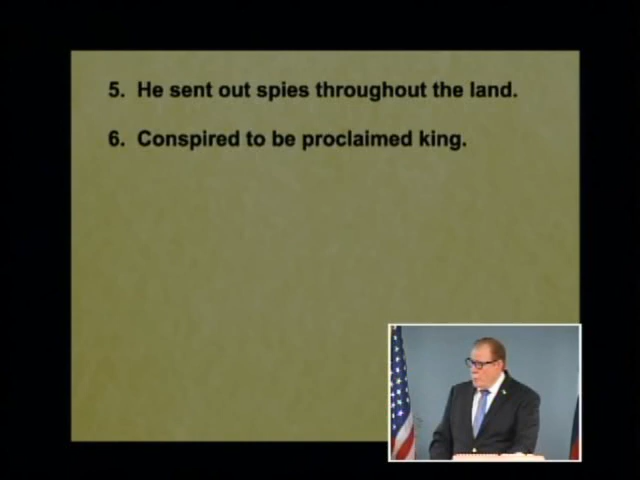 5. He sent out spies throughout the land.
6. Conspired to be proclaimed king.